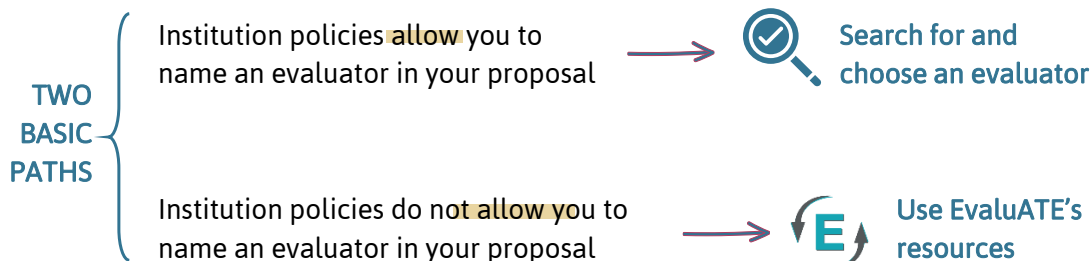 TWO
BASIC
PATHS
Institution policies allow you to
name an evaluator in your proposal
Search for and
choose an evaluator
Institution policies do not allow you to
name an evaluator in your proposal
E
Use EvaluATE's
resources